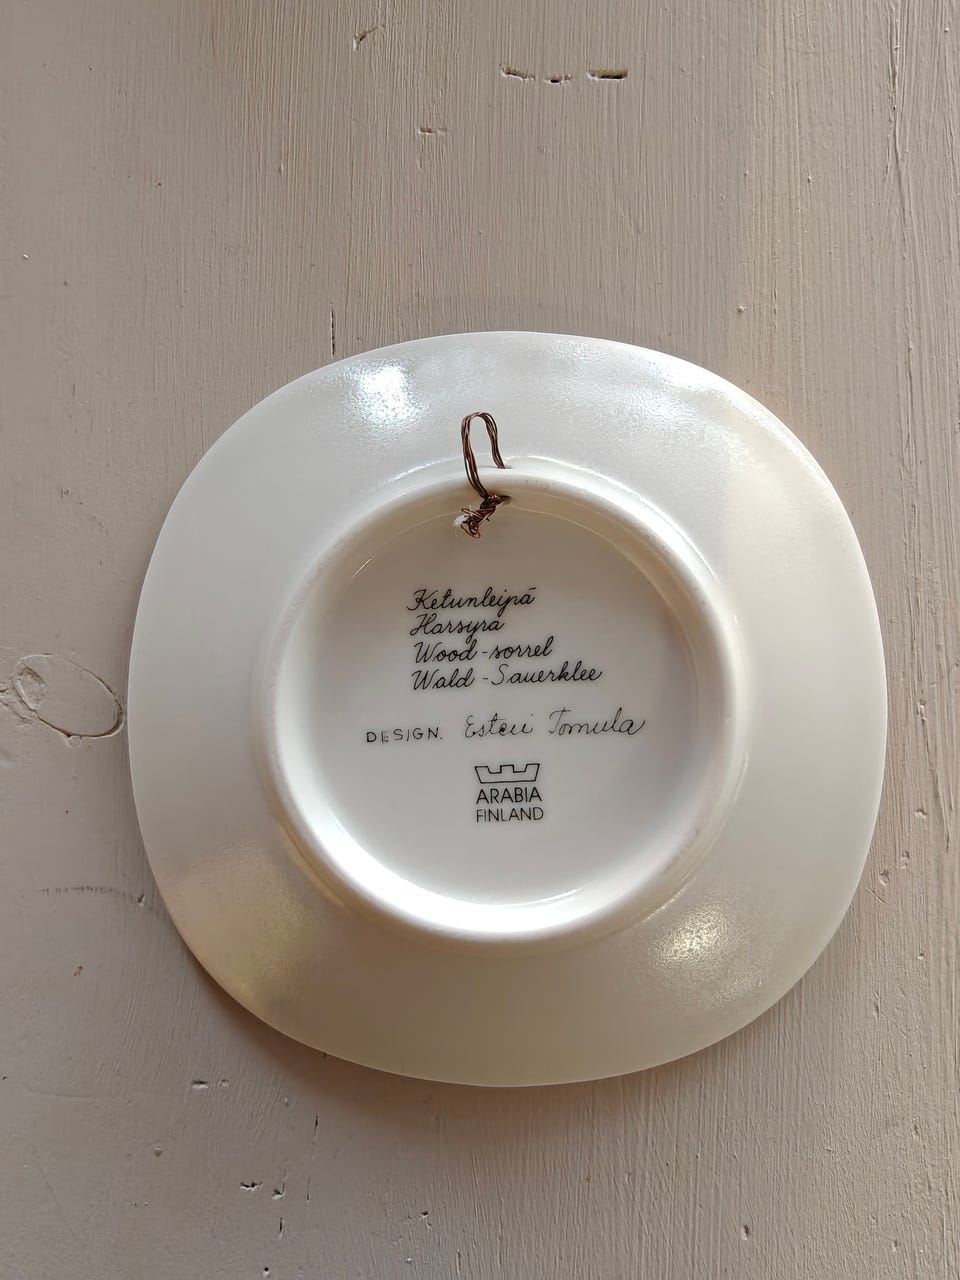 Ketunleipä
Harsyra
Wood-sorrel
Wald-Sauerklee
DESIGN. Esteri Tomula
ARABIA
FINLAND